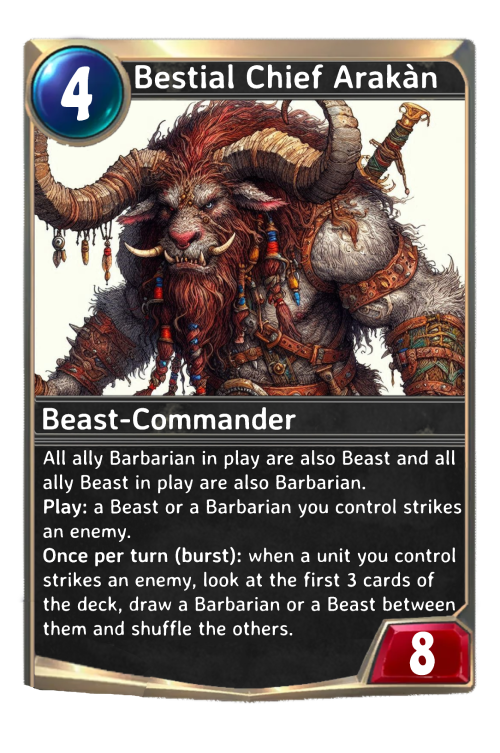 4
Bestial Chief Arakàn
Beast-Commander
All ally Barbarian in play are also Beast and all
ally Beast in play are also Barbarian.
Play: a Beast or a Barbarian you control strikes
an enemy.
Once per turn (burst): when a unit you control
strikes an enemy, look at the first 3 cards of
the deck, draw a Barbarian or a Beast between
them and shuffle the others.
8